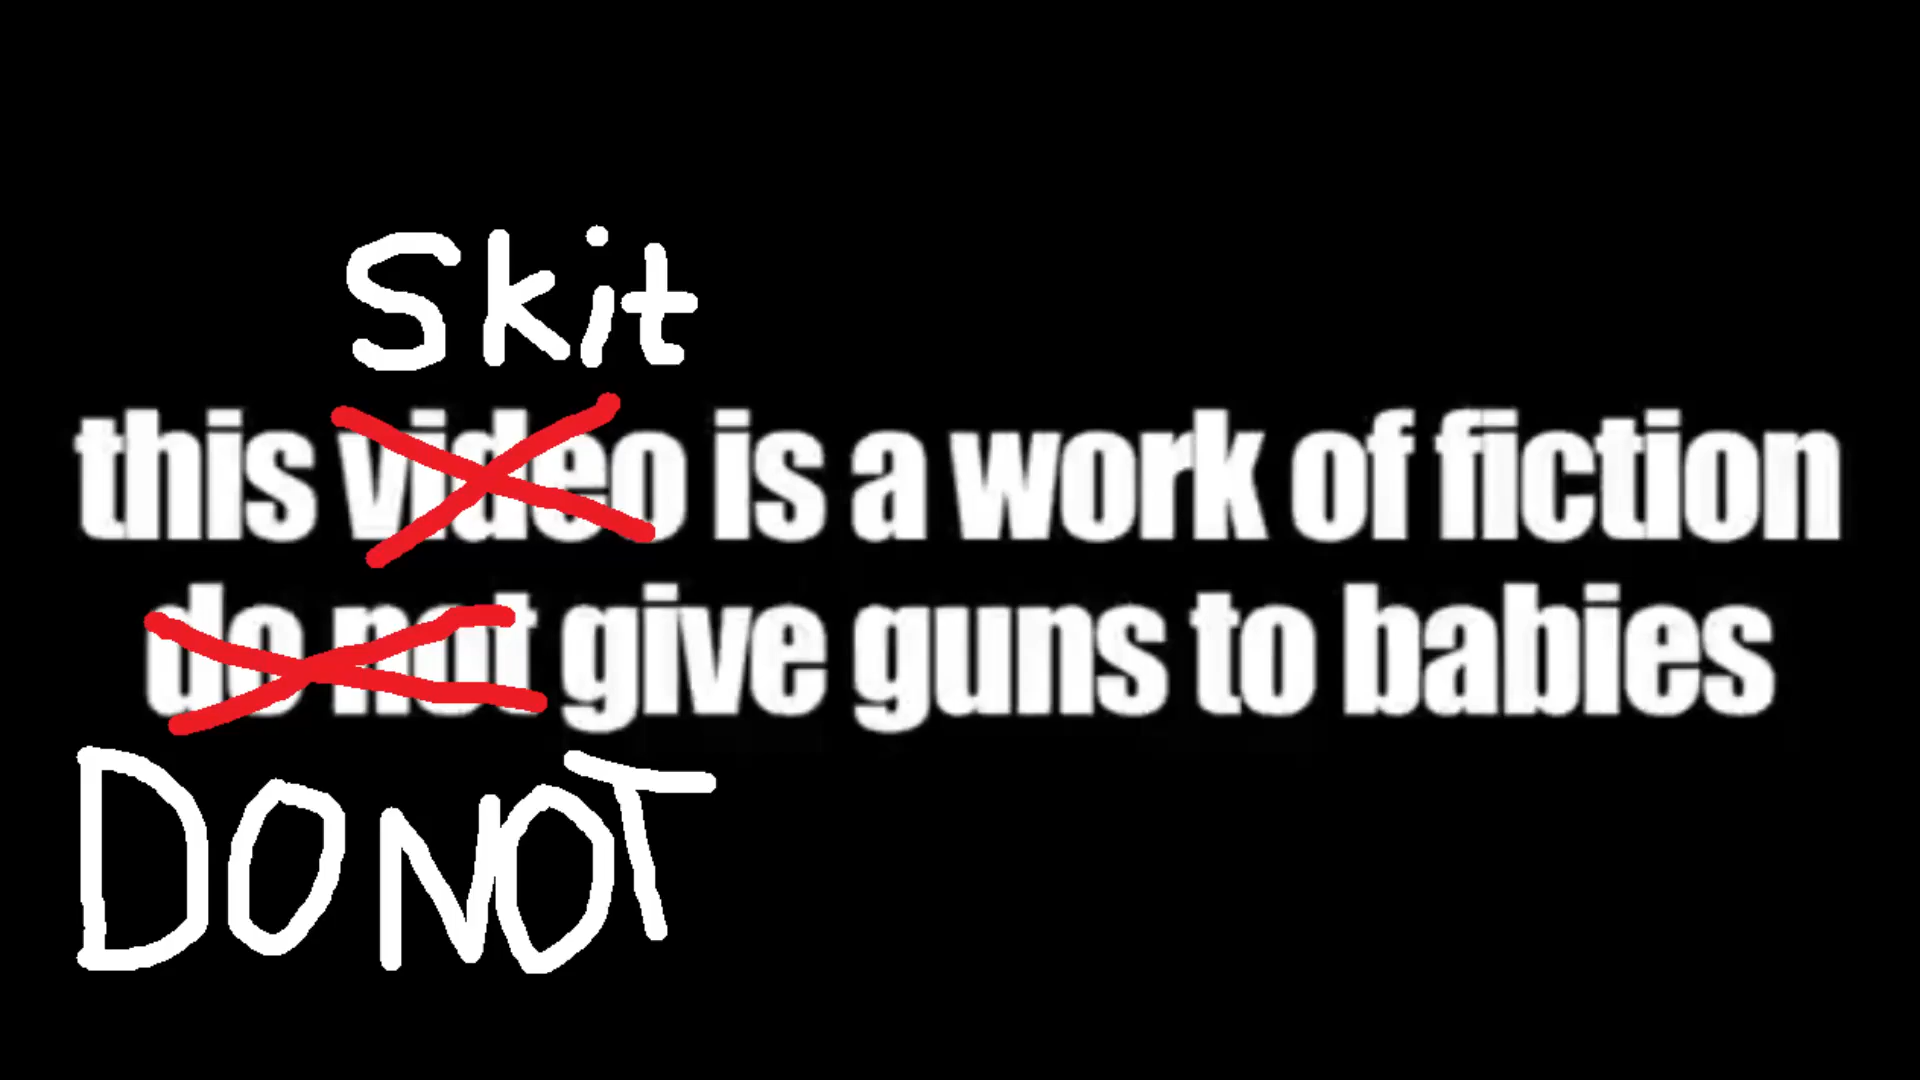 Skit
this video is a work of fiction
do not give guns to babies
DO NOT